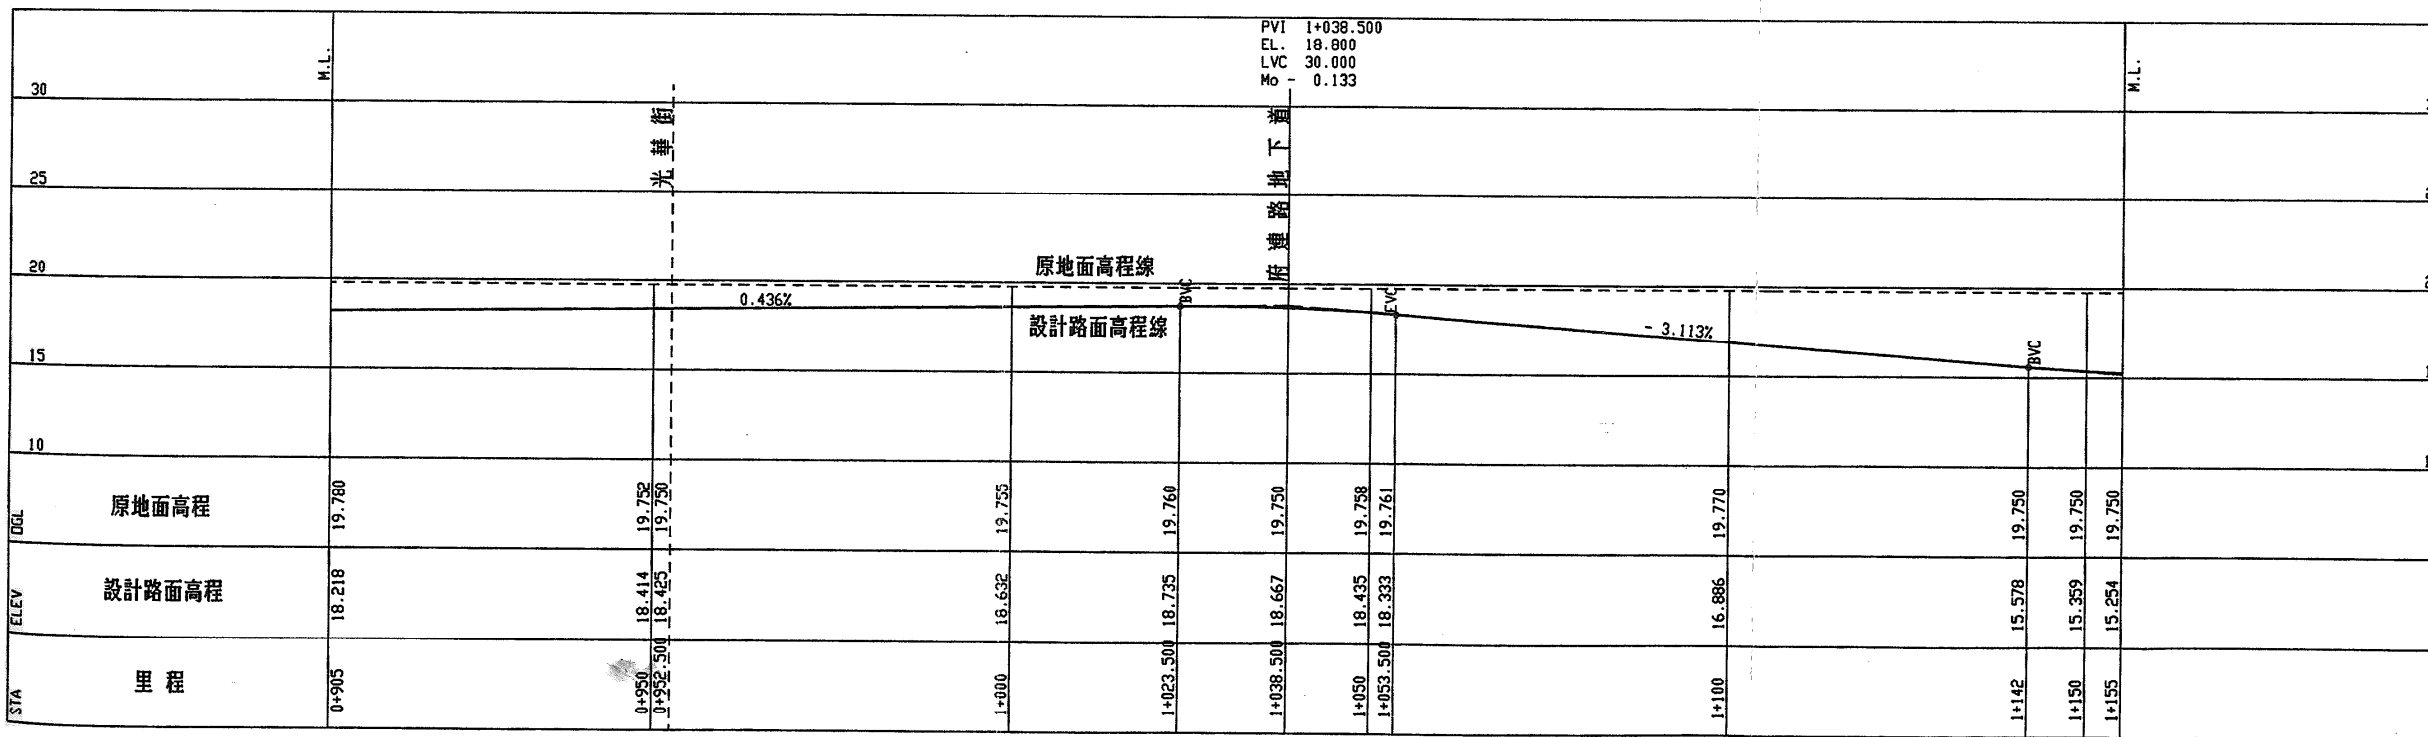 PVI 1+038.500
EL. 18.800
LVC 30.000
Mo - 0.133
M.L.
M.L.
30
25
20
15
10
光華街
府連路地下道
原地面高程線
設計路面高程線
0.436%
- 3.113%
BVC
EVC
BVC
OGL 原地面高程 19.780 19.752 19.750 19.755 19.760 19.750 19.758 19.761 19.770 19.750 19.750 19.750
ELEV 設計路面高程 18.218 18.414 18.425 18.632 18.735 18.667 18.435 18.333 16.886 15.578 15.359 15.254
STA 里程 0+905 0+950 0+952.500 1+000 1+023.500 1+038.500 1+050 1+053.500 1+100 1+142 1+150 1+155